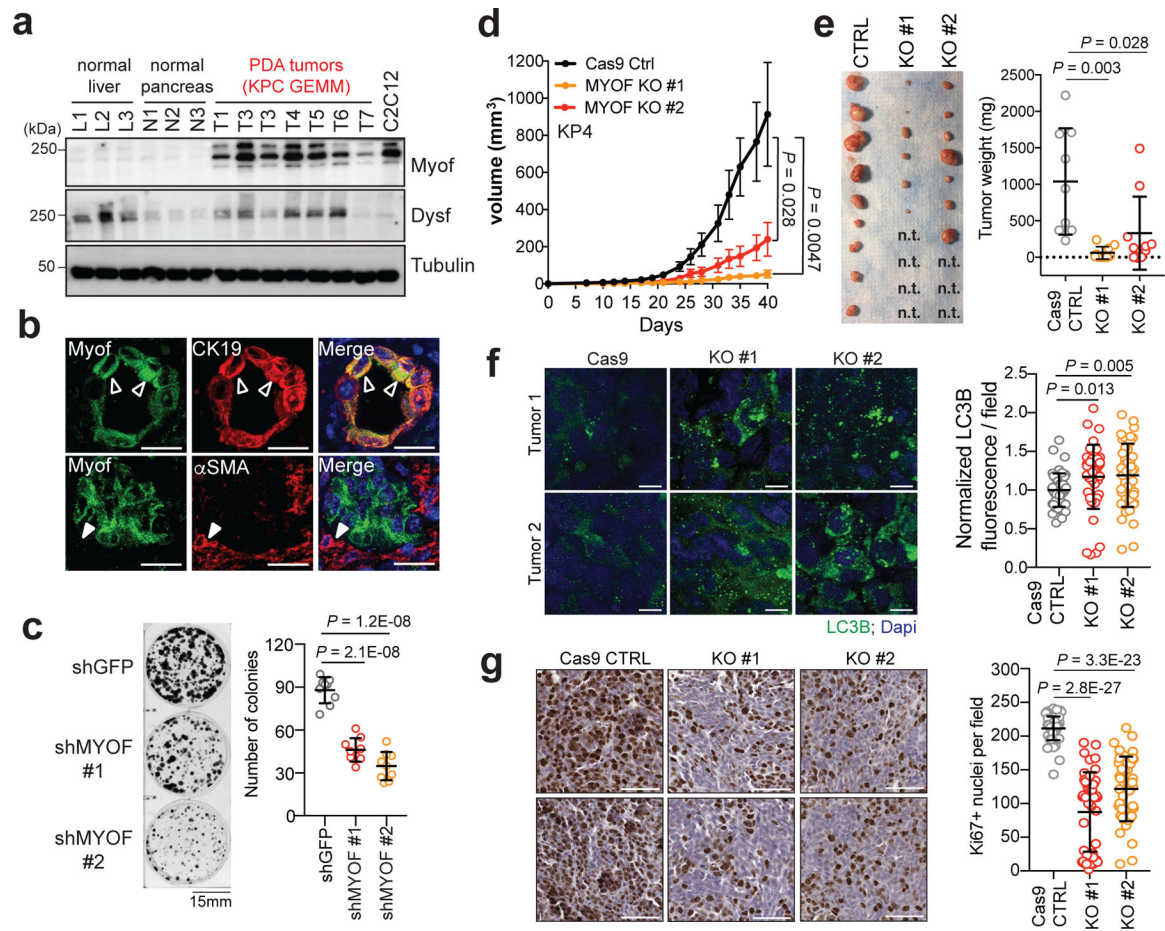 a
normal
liver
normal
pancreas
PDA tumors
(KPC GEMM)
(kDa)
L1
L2
L3
N1
N2
N3
T1
T3
T3
T4
T5
T6
T7
C2C12
250
Myof
250
Dysf
50
Tubulin
b
Myof
CK19
Merge
Myof
αSMA
Merge
c
shGFP
shMYOF
#1
shMYOF
#2
15mm
Number of colonies
120
90
60
30
0
P = 1.2E-08
P = 2.1E-08
shGFP
shMYOF #1
shMYOF #2
d
volume (mm3)
1200
1000
800
600
400
200
0
Cas9 Ctrl
MYOF KO #1
MYOF KO #2
KP4
P = 0.028
P = 0.0047
0
5
10
15
20
25
30
35
40
Days
e
CTRL
KO #1
KO #2
n.t.
n.t.
n.t.
n.t.
n.t.
n.t.
n.t.
Tumor weight (mg)
2500
2000
1500
1000
500
0
P = 0.028
P = 0.003
Cas9
CTRL
KO #1
KO #2
f
Cas9
KO #1
KO #2
Tumor 1
Tumor 2
LC3B; Dapi
Normalized LC3B
fluorescence / field
2.5
2.0
1.5
1.0
0.5
0.0
P = 0.005
P = 0.013
Cas9
CTRL
KO #1
KO #2
g
Cas9 CTRL
KO #1
KO #2
Ki67+ nuclei per field
300
250
200
150
100
50
0
P = 3.3E-23
P = 2.8E-27
Cas9
CTRL
KO #1
KO #2